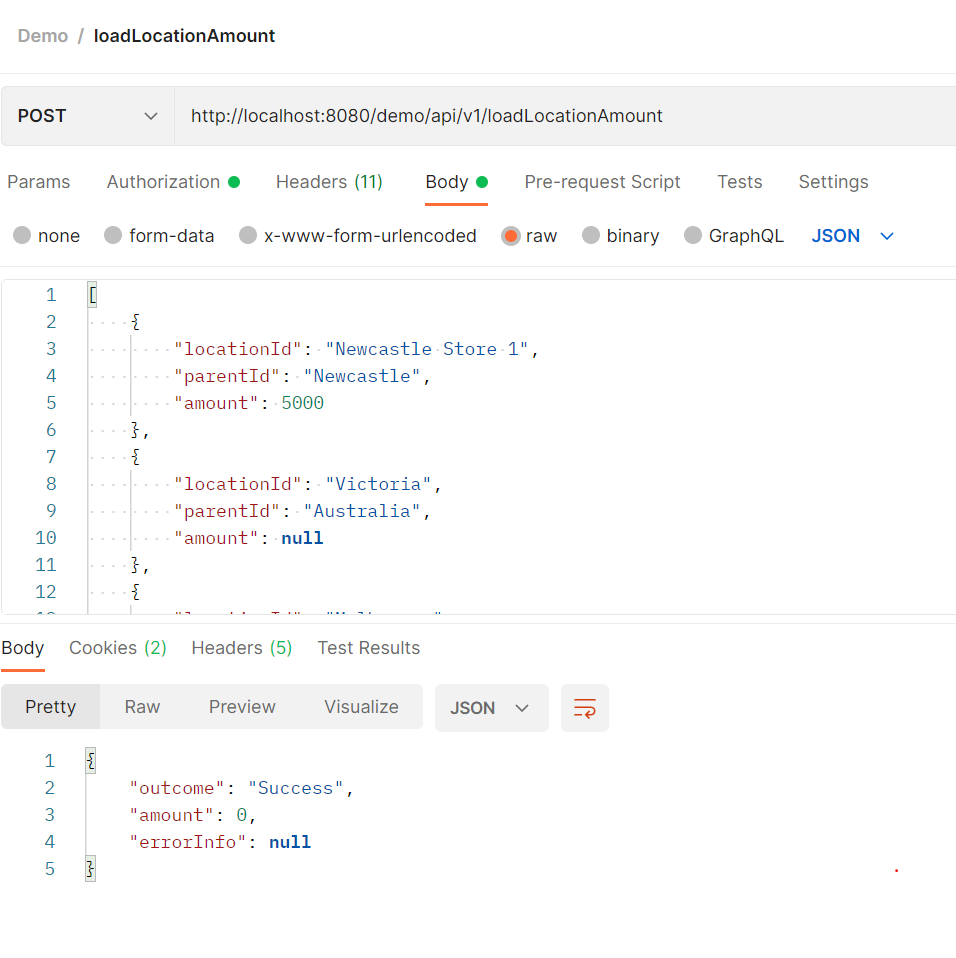 Demo / loadLocationAmount
POST http://localhost:8080/demo/api/v1/loadLocationAmount
Params Authorization Headers (11) Body Pre-request Script Tests Settings
none form-data x-www-form-urlencoded raw binary GraphQL JSON
1 [
2 {
3 "locationId": "Newcastle Store 1",
4 "parentId": "Newcastle",
5 "amount": 5000
6 },
7 {
8 "locationId": "Victoria",
9 "parentId": "Australia",
10 "amount": null
11 },
12 {
Body Cookies (2) Headers (5) Test Results
Pretty Raw Preview Visualize JSON
1 {
2 "outcome": "Success",
3 "amount": 0,
4 "errorInfo": null
5 }